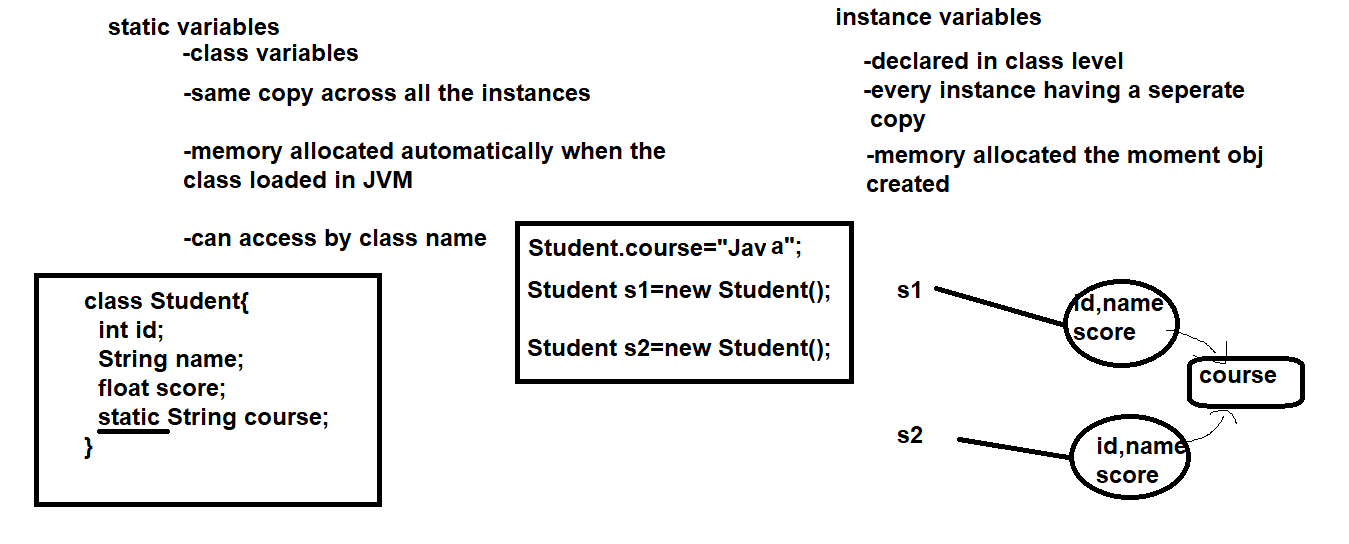 static variables
-class variables
-same copy across all the instances
-memory allocated automatically when the
class loaded in JVM
-can access by class name
instance variables
-declared in class level
-every instance having a seperate
copy
-memory allocated the moment obj
created
class Student{
int id;
String name;
float score;
static String course;
}
Student.course="Java";
Student s1=new Student();
Student s2=new Student();
s1
id,name
score
course
s2
id,name
score